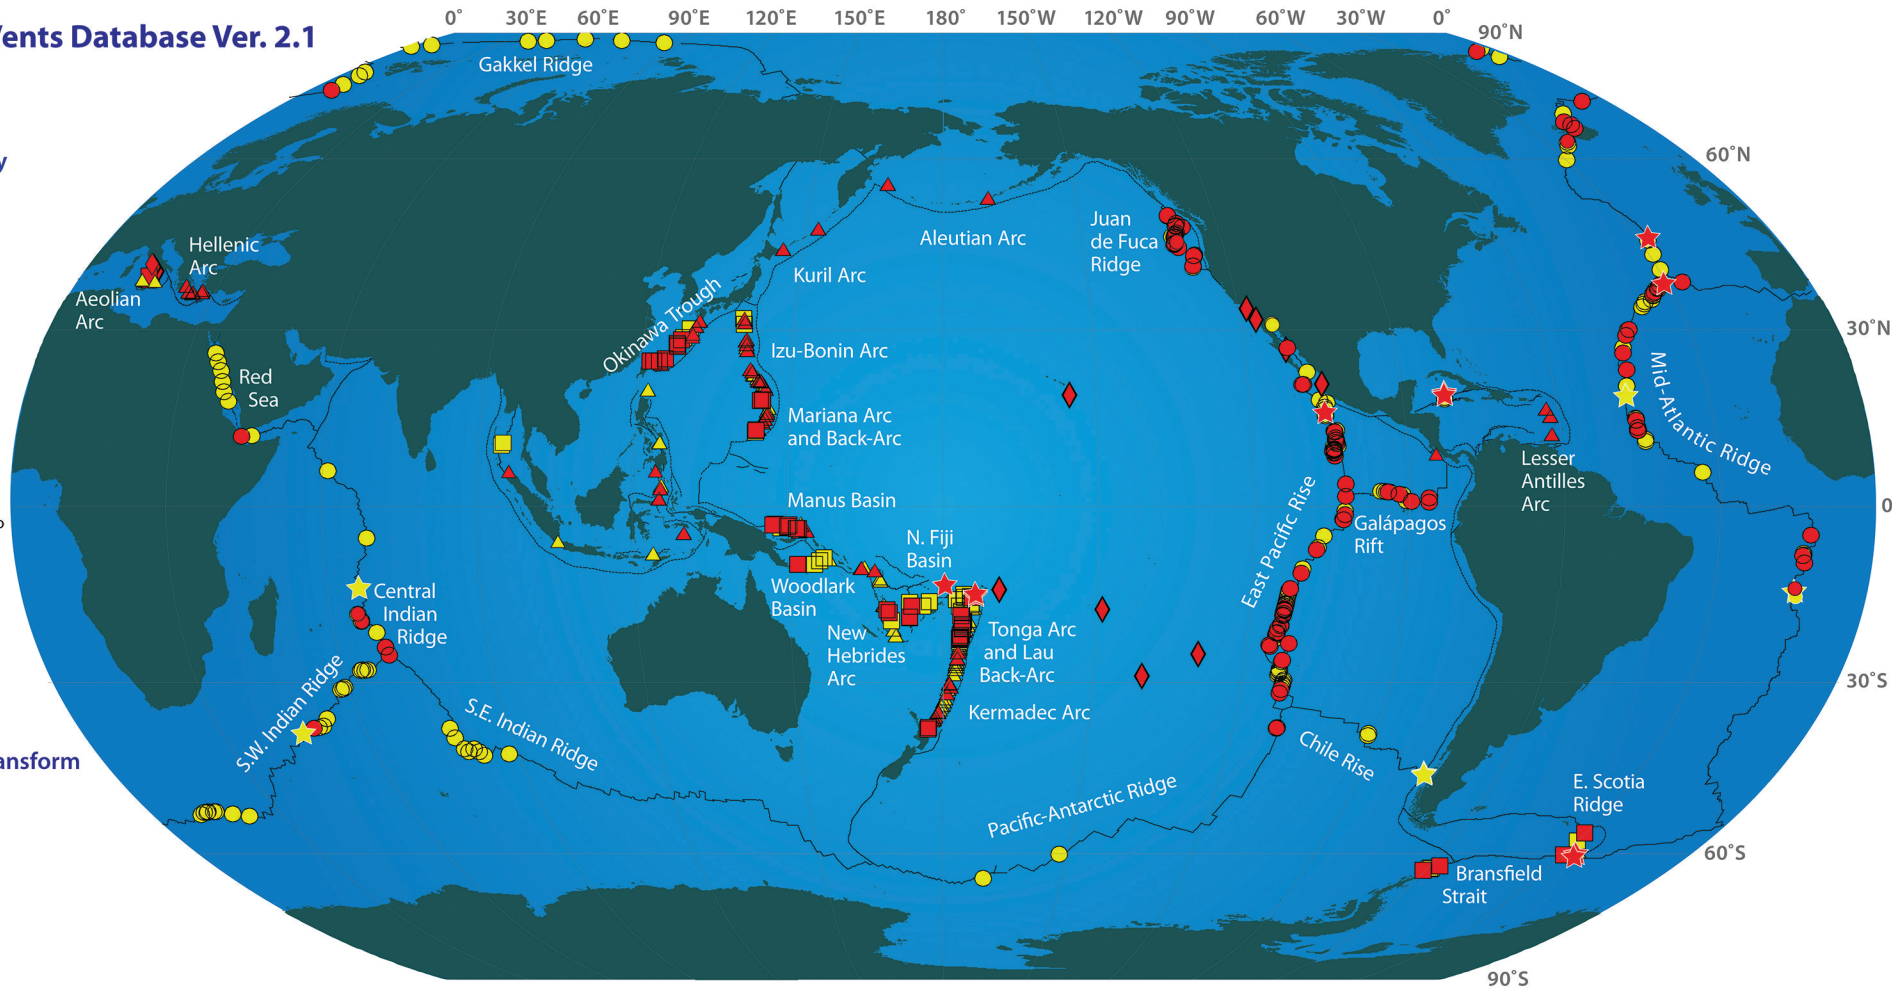 0°
30°E
60°E
90°E
120°E
150°E
180°
150°W
120°W
90°W
60°W
30°W
0°
90°N
ents Database Ver. 2.1
Gakkel Ridge
60°N
y
Hellenic
Arc
Aeolian
Arc
Red
Sea
Aleutian Arc
Kuril Arc
Juan
de Fuca
Ridge
Okinawa Trough
Izu-Bonin Arc
Mariana Arc
and Back-Arc
30°N
Mid-Atlantic Ridge
Lesser
Antilles
Arc
Manus Basin
N. Fiji
Basin
Woodlark
Basin
New
Hebrides
Arc
Tonga Arc
and Lau
Back-Arc
Kermadec Arc
East Pacific Rise
Galápagos
Rift
0
Central
Indian
Ridge
S.W. Indian Ridge
S.E. Indian Ridge
30°S
ansform
Chile Rise
Pacific-Antarctic Ridge
E. Scotia
Ridge
60°S
Bransfield
Strait
90°S